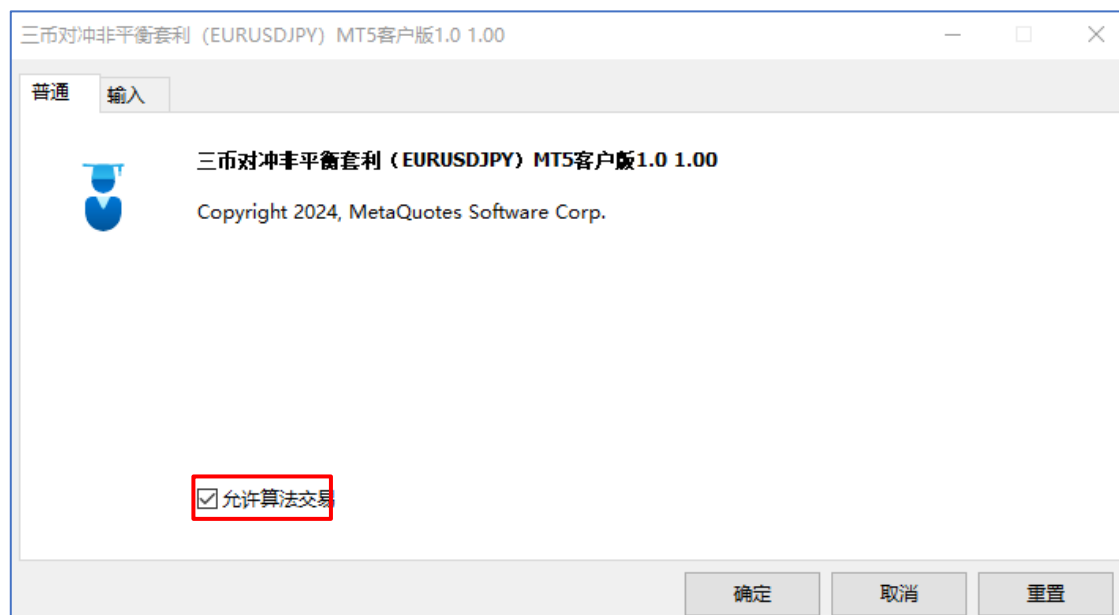 三币对冲非平衡套利（EURUSDJPY）MT5客户版1.0 1.00
普通
输入
三币对冲非平衡套利（EURUSDJPY）MT5客户版1.0 1.00
Copyright 2024, MetaQuotes Software Corp.
允许算法交易
确定
取消
重置